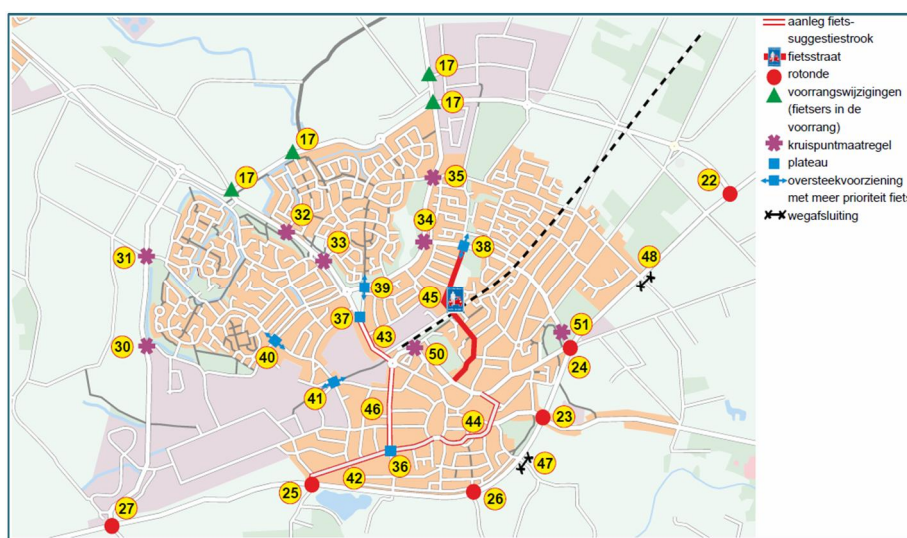 aanleg fiets-
suggestiestrook
fietsstraat
rotonde
voorrangswijzigingen
(fietsers in de
voorrang)
kruispuntmaatregel
plateau
oversteekvoorziening
met meer prioriteit fiets
wegafsluiting
17
17
17
17
35
22
32
34
33
38
48
31
39
45
37
43
51
30
40
50
24
41
46
44
23
36
47
42
25
26
27